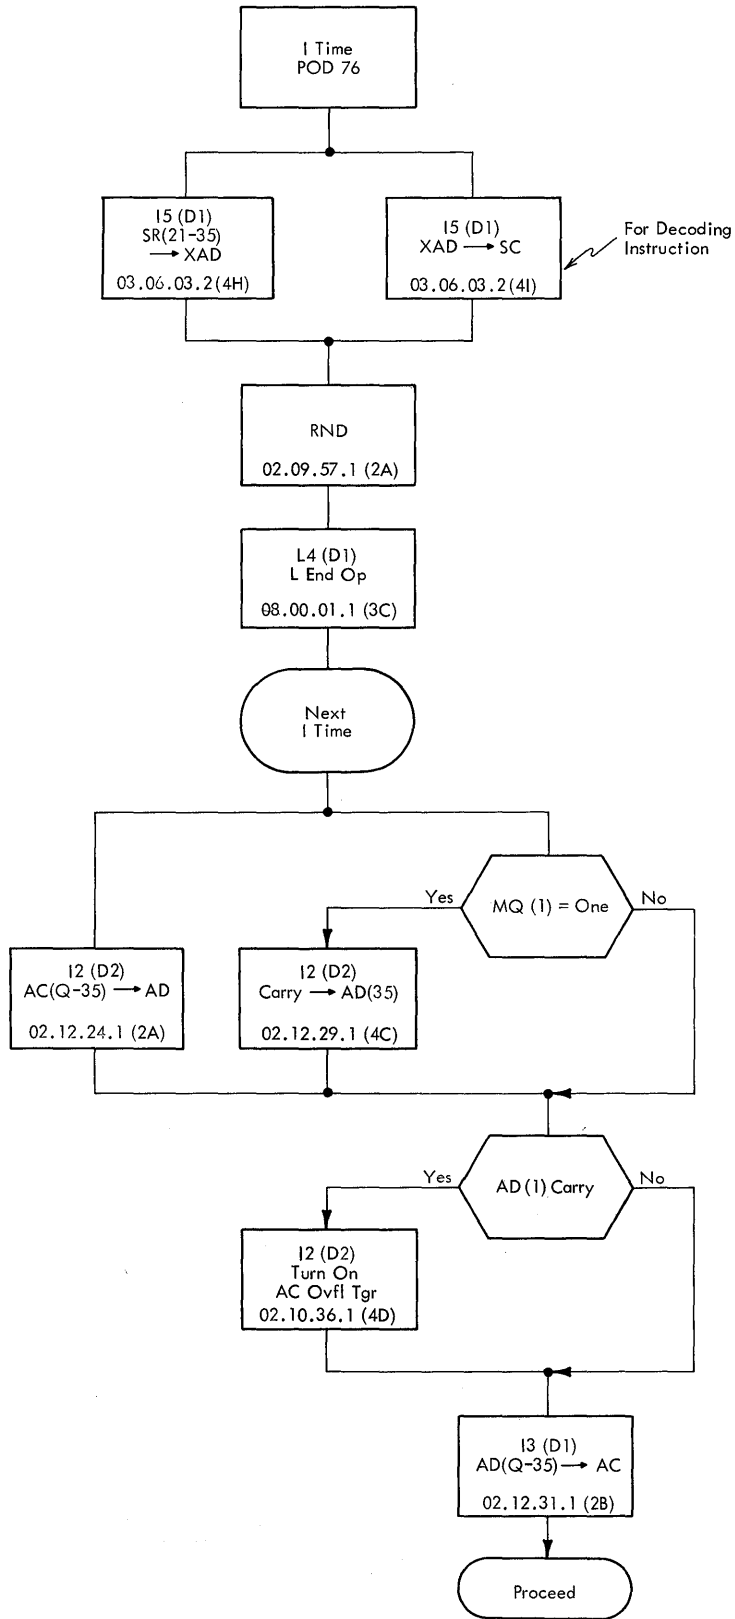 I Time
POD 76
I5 (D1)
SR(21-35)
→ XAD
03.06.03.2(4H)
I5 (D1)
XAD → SC
03.06.03.2(4I)
For Decoding
Instruction
RND
02.09.57.1 (2A)
L4 (D1)
L End Op
08.00.01.1 (3C)
Next
I Time
MQ (1) = One
Yes
No
I2 (D2)
AC(Q-35) → AD
02.12.24.1 (2A)
I2 (D2)
Carry → AD(35)
02.12.29.1 (4C)
AD (1) Carry
Yes
No
I2 (D2)
Turn On
AC Ovfl Tgr
02.10.36.1 (4D)
I3 (D1)
AD(Q-35) → AC
02.12.31.1 (2B)
Proceed